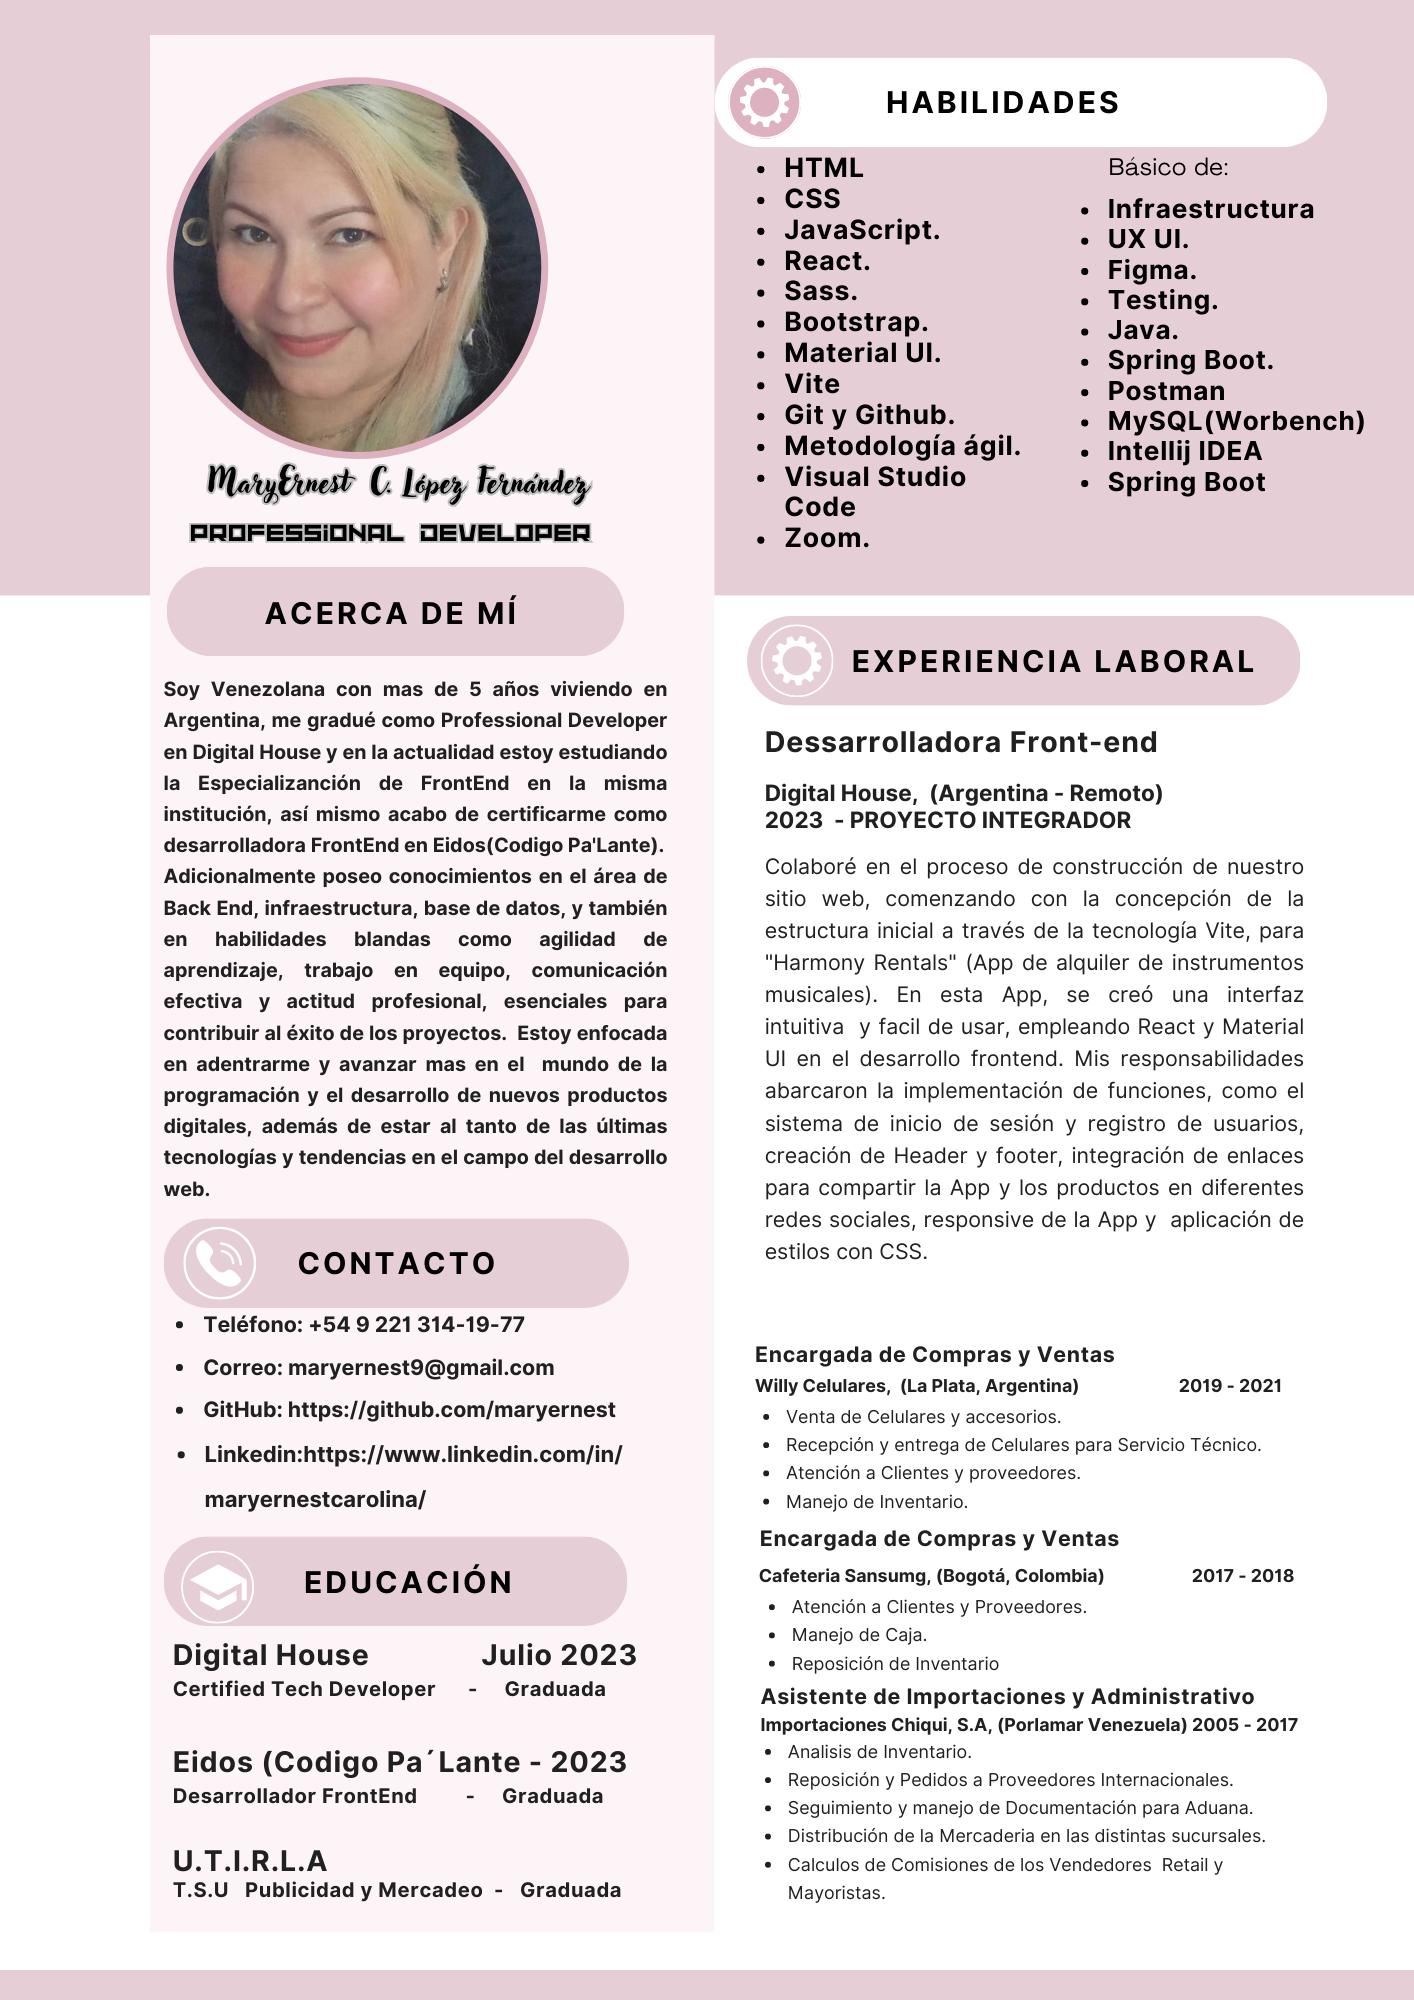 MaryErnest C. López Fernández
PROFESSIONAL DEVELOPER
ACERCA DE MÍ
Soy Venezolana con mas de 5 años viviendo en
Argentina, me gradué como Professional Developer
en Digital House y en la actualidad estoy estudiando
la Especializanción de FrontEnd en la misma
institución, así mismo acabo de certificarme como
desarrolladora FrontEnd en Eidos(Codigo Pa'Lante).
Adicionalmente poseo conocimientos en el área de
Back End, infraestructura, base de datos, y también
en habilidades blandas como agilidad de
aprendizaje, trabajo en equipo, comunicación
efectiva y actitud profesional, esenciales para
contribuir al éxito de los proyectos. Estoy enfocada
en adentrarme y avanzar mas en el mundo de la
programación y el desarrollo de nuevos productos
digitales, además de estar al tanto de las últimas
tecnologías y tendencias en el campo del desarrollo
web.
CONTACTO
• Teléfono: +54 9 221 314-19-77
• Correo: maryernest9@gmail.com
• GitHub: https://github.com/maryernest
• Linkedin:https://www.linkedin.com/in/
maryernestcarolina/
EDUCACIÓN
Digital House Julio 2023
Certified Tech Developer - Graduada
Eidos (Codigo Pa´Lante - 2023
Desarrollador FrontEnd - Graduada
U.T.I.R.L.A
T.S.U Publicidad y Mercadeo - Graduada
HABILIDADES
• HTML
• CSS
• JavaScript.
• React.
• Sass.
• Bootstrap.
• Material UI.
• Vite
• Git y Github.
• Metodología ágil.
• Visual Studio
Code
• Zoom.
Básico de:
• Infraestructura
• UX UI.
• Figma.
• Testing.
• Java.
• Spring Boot.
• Postman
• MySQL(Worbench)
• Intellij IDEA
• Spring Boot
EXPERIENCIA LABORAL
Dessarrolladora Front-end
Digital House, (Argentina - Remoto)
2023 - PROYECTO INTEGRADOR
Colaboré en el proceso de construcción de nuestro
sitio web, comenzando con la concepción de la
estructura inicial a través de la tecnología Vite, para
"Harmony Rentals" (App de alquiler de instrumentos
musicales). En esta App, se creó una interfaz
intuitiva y facil de usar, empleando React y Material
UI en el desarrollo frontend. Mis responsabilidades
abarcaron la implementación de funciones, como el
sistema de inicio de sesión y registro de usuarios,
creación de Header y footer, integración de enlaces
para compartir la App y los productos en diferentes
redes sociales, responsive de la App y aplicación de
estilos con CSS.
Encargada de Compras y Ventas
Willy Celulares, (La Plata, Argentina) 2019 - 2021
• Venta de Celulares y accesorios.
• Recepción y entrega de Celulares para Servicio Técnico.
• Atención a Clientes y proveedores.
• Manejo de Inventario.
Encargada de Compras y Ventas
Cafeteria Sansumg, (Bogotá, Colombia) 2017 - 2018
• Atención a Clientes y Proveedores.
• Manejo de Caja.
• Reposición de Inventario
Asistente de Importaciones y Administrativo
Importaciones Chiqui, S.A, (Porlamar Venezuela) 2005 - 2017
• Analisis de Inventario.
• Reposición y Pedidos a Proveedores Internacionales.
• Seguimiento y manejo de Documentación para Aduana.
• Distribución de la Mercaderia en las distintas sucursales.
• Calculos de Comisiones de los Vendedores Retail y
Mayoristas.